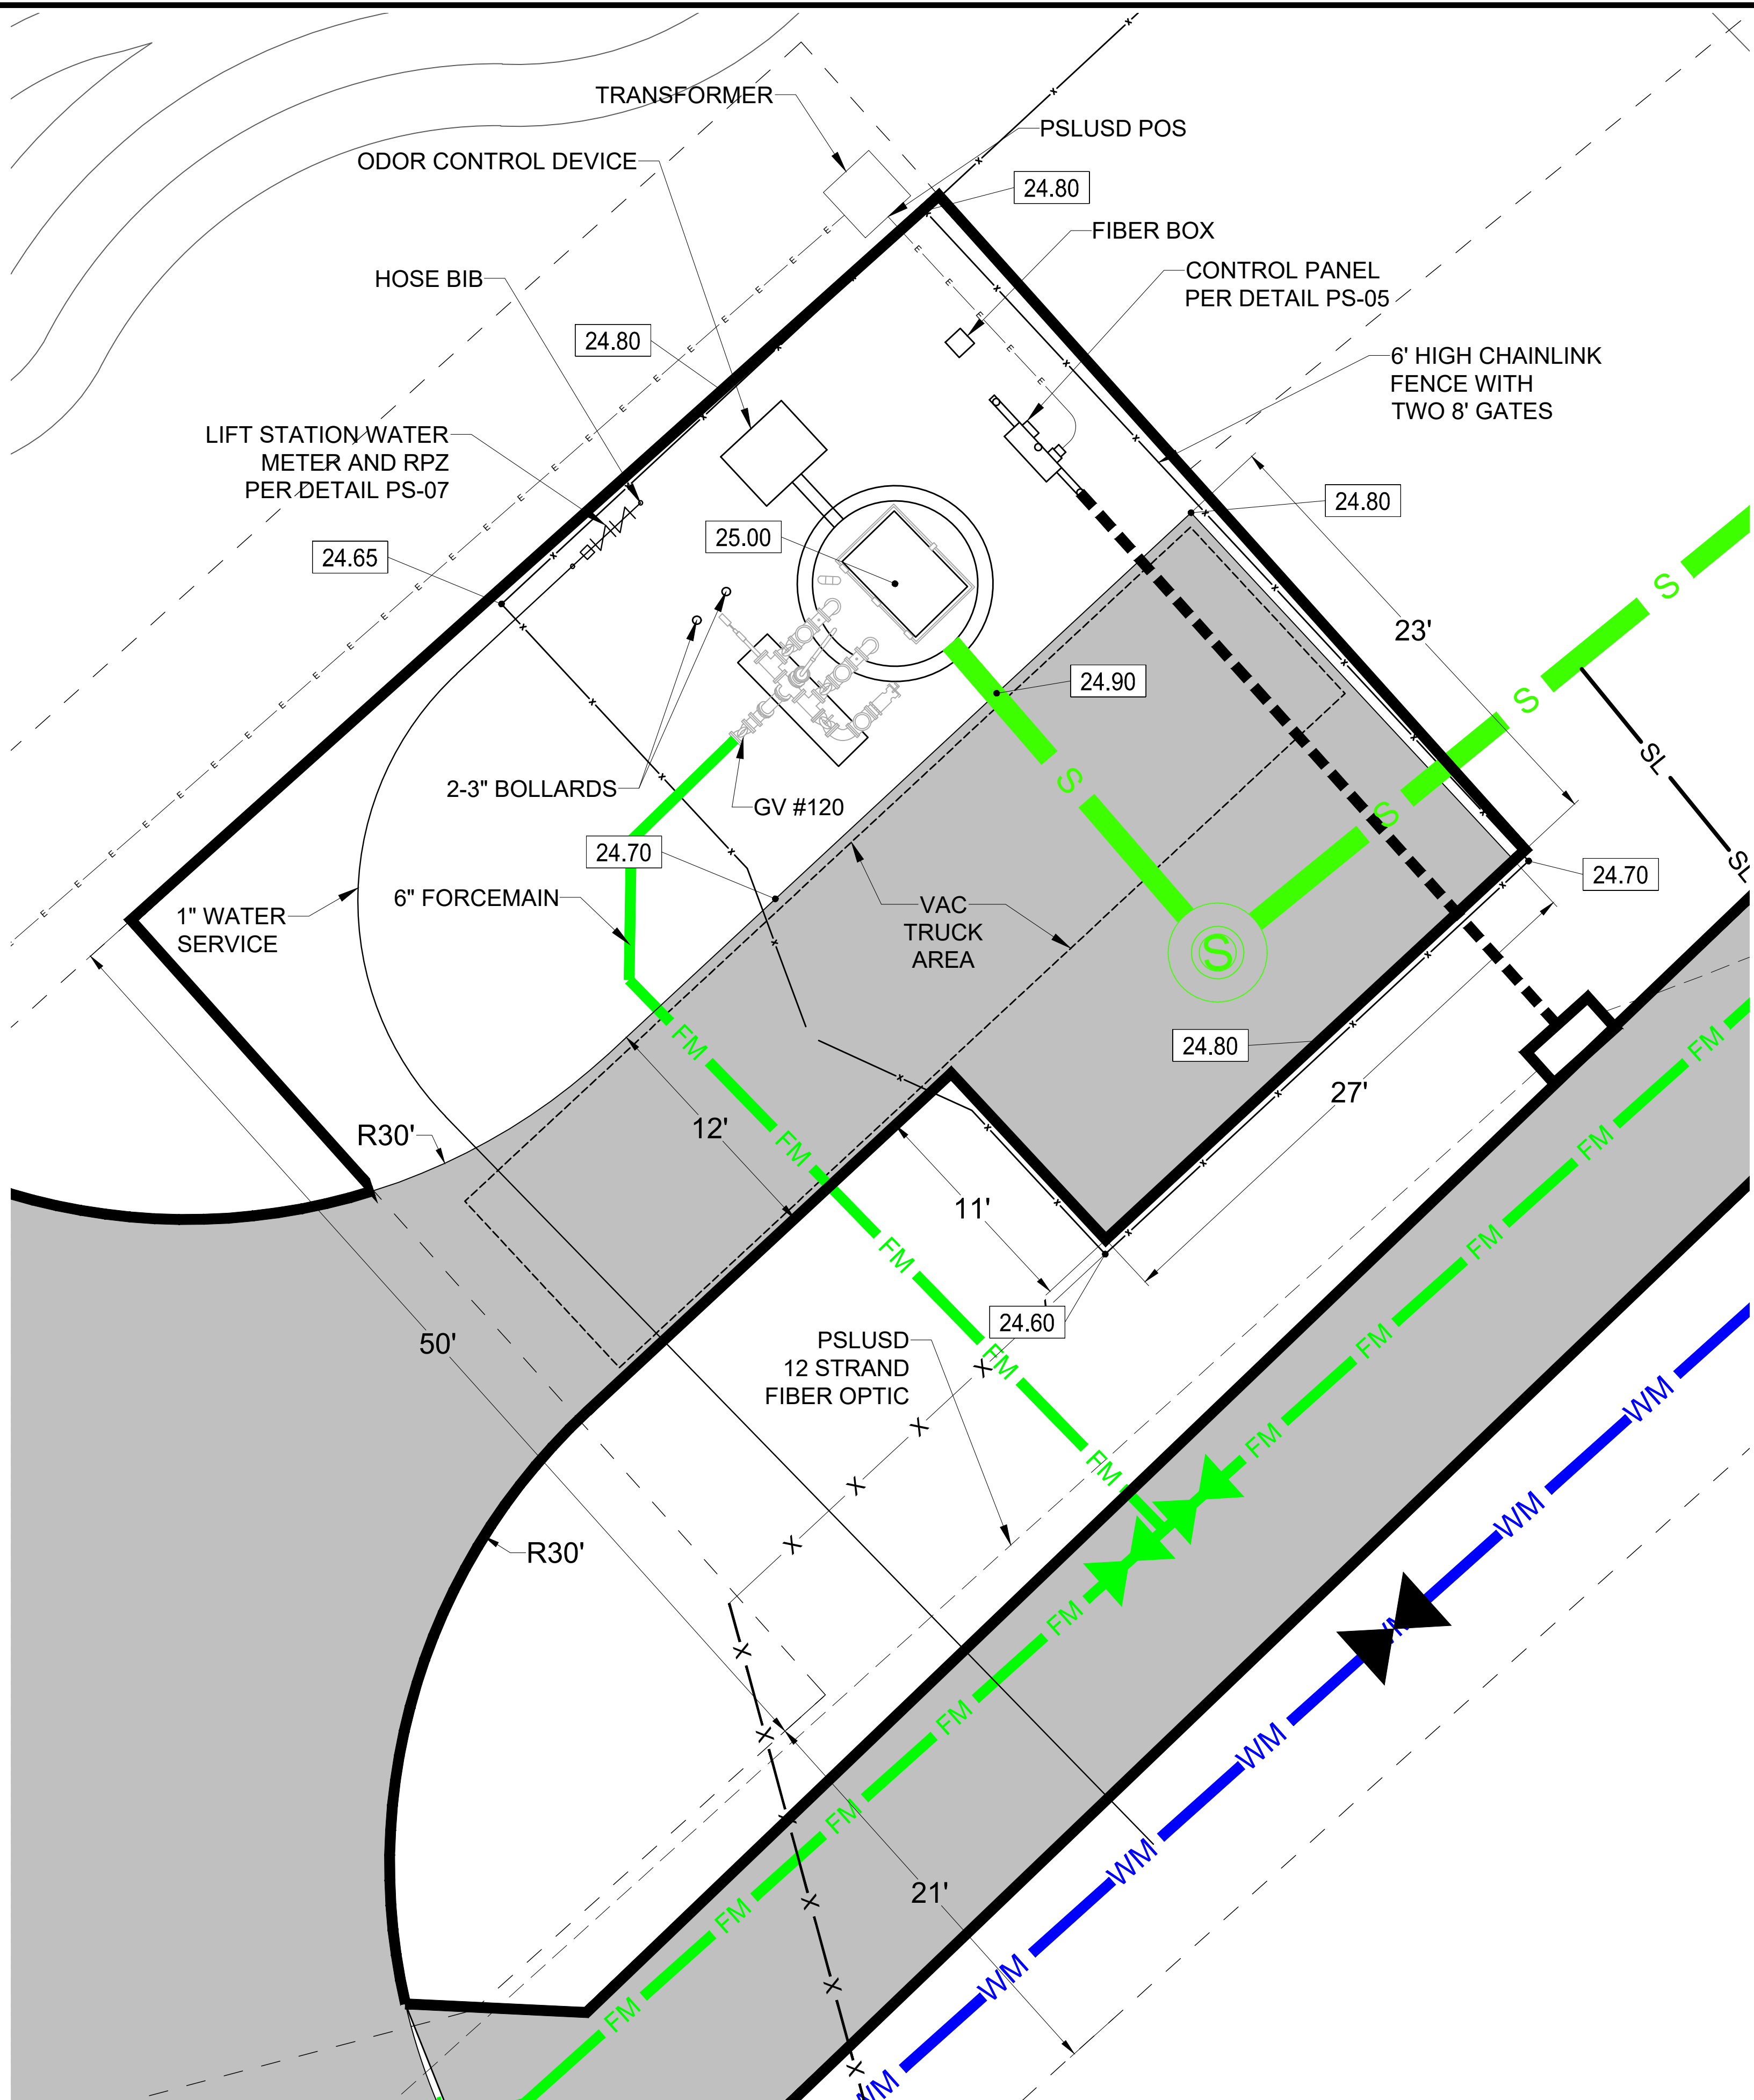 TRANSFORMER
PSLUSD POS
ODOR CONTROL DEVICE
24.80
FIBER BOX
HOSE BIB
CONTROL PANEL
PER DETAIL PS-05
24.80
6' HIGH CHAINLINK
FENCE WITH
TWO 8' GATES
LIFT STATION WATER
METER AND RPZ
PER DETAIL PS-07
24.80
25.00
24.65
S
23'
24.90
S
SL
S
2-3" BOLLARDS
GV #120
S
24.70
SL
24.70
6" FORCEMAIN
VAC
TRUCK
AREA
1" WATER
SERVICE
S
FM
24.80
FM
27'
12'
R30'
FM
FM
11'
FM
FM
24.60
50'
PSLUSD
12 STRAND
FIBER OPTIC
FM
FM
WM
FM
FM
WM
R30'
FM
WM
FM
WM
FM
WM
21'
FM
WM
FM
WM